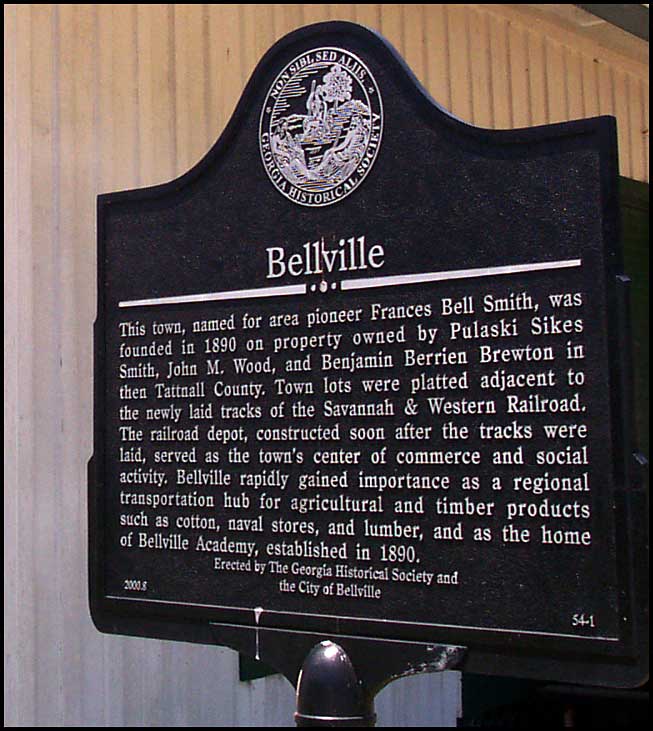 NON SIBI, SED ALIIS.
GEORGIA HISTORICAL SOCIETY
Bellville
This town, named for area pioneer Frances Bell Smith, was
founded in 1890 on property owned by Pulaski Sikes
Smith, John M. Wood, and Benjamin Berrien Brewton in
then Tattnall County. Town lots were platted adjacent to
the newly laid tracks of the Savannah & Western Railroad.
The railroad depot, constructed soon after the tracks were
laid, served as the town's center of commerce and social
activity. Bellville rapidly gained importance as a regional
transportation hub for agricultural and timber products
such as cotton, naval stores, and lumber, and as the home
of Bellville Academy, established in 1890.
Erected by The Georgia Historical Society and
the City of Bellville
2000.8
54-1